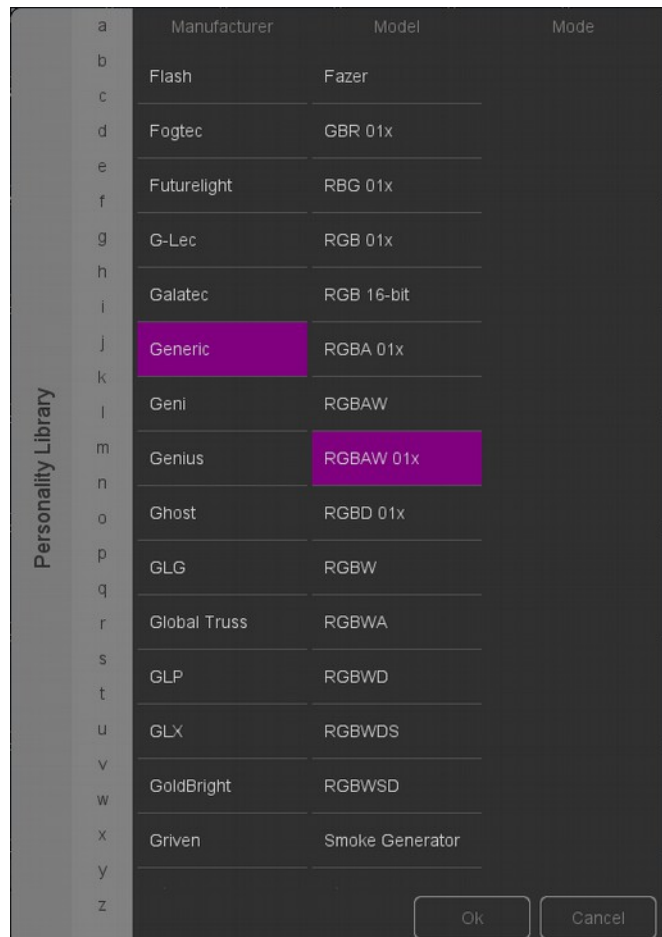 Personality Library
a
b
c
d
e
f
g
h
i
j
k
l
m
n
o
p
q
r
s
t
u
v
w
x
y
z
Manufacturer Model Mode
Flash Fazer
Fogtec GBR 01x
Futurelight RBG 01x
G-Lec RGB 01x
Galatec RGB 16-bit
Generic RGBA 01x
Geni RGBAW
Genius RGBAW 01x
Ghost RGBD 01x
GLG RGBW
Global Truss RGBWA
GLP RGBWD
GLX RGBWDS
GoldBright RGBWSD
Griven Smoke Generator
Ok Cancel